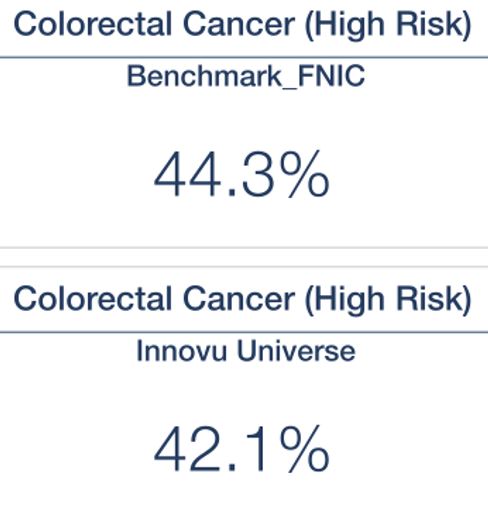 Colorectal Cancer (High Risk)
Benchmark_FNIC
44.3%
Colorectal Cancer (High Risk)
Innovu Universe
42.1%